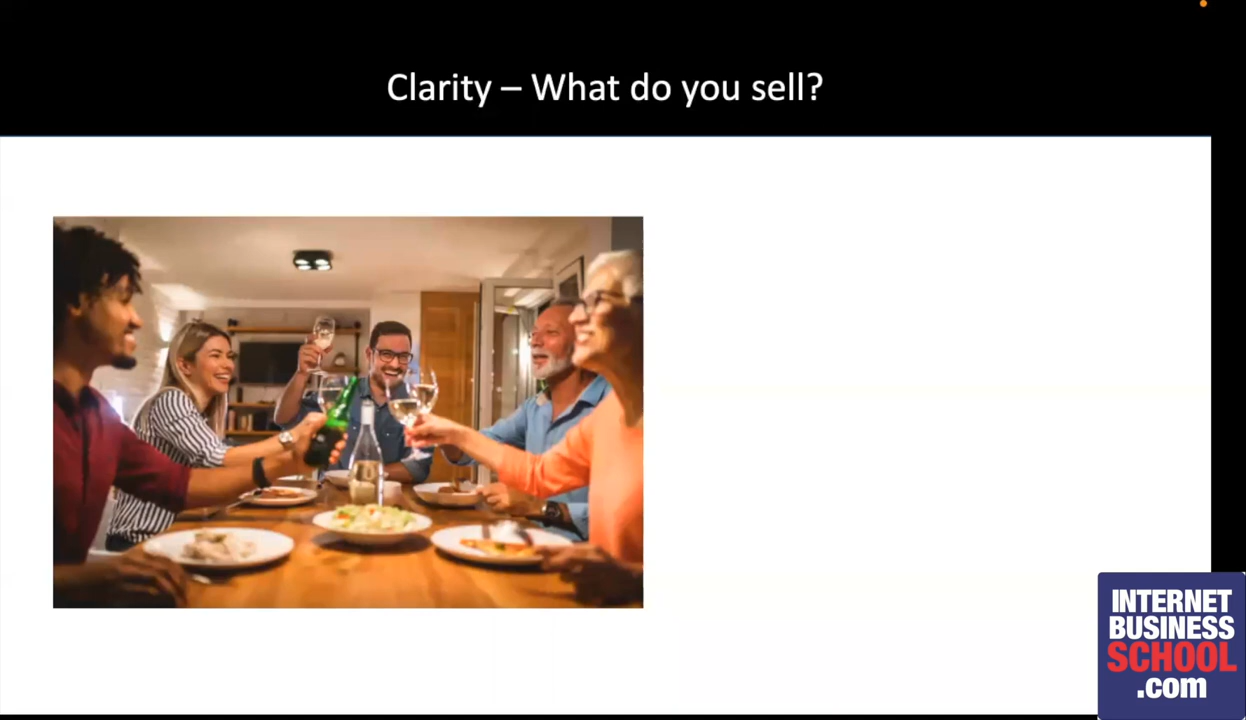 Clarity – What do you sell?
INTERNET
BUSINESS
SCHOOL
.com